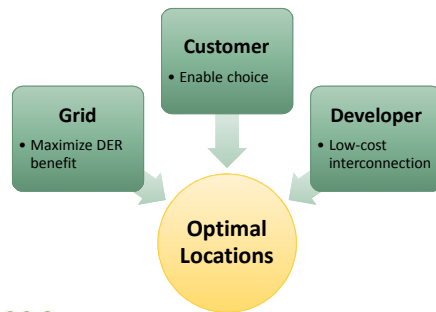 Customer
• Enable choice
Grid
• Maximize DER
benefit
Developer
• Low-cost
interconnection
Optimal
Locations